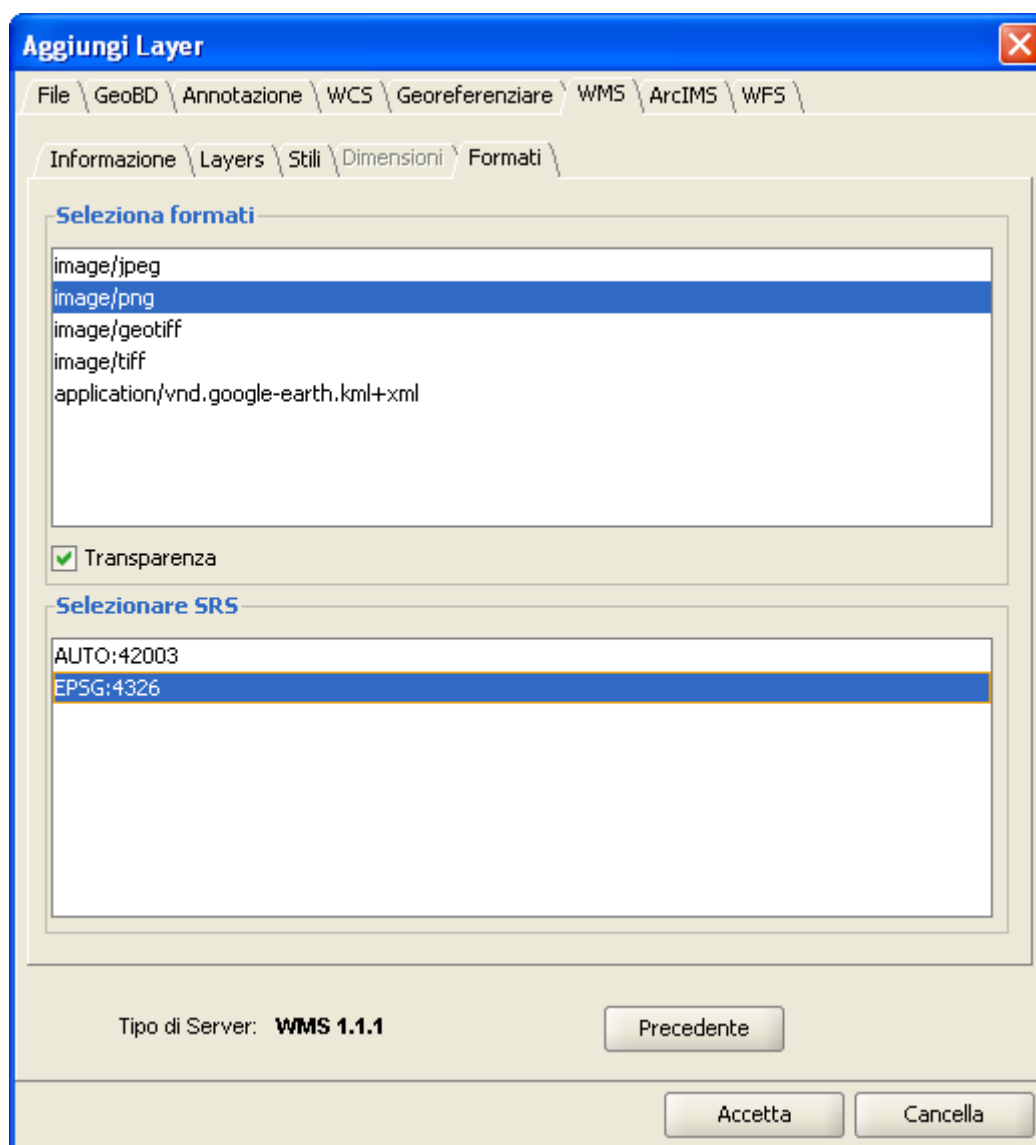 Aggiungi Layer
File GeoBD Annotazione WCS Georeferenziare WMS ArcIMS WFS
Informazione Layers Stili Dimensioni Formati
Seleziona formati
image/jpeg
image/png
image/geotiff
image/tiff
application/vnd.google-earth.kml+xml
Transparenza
Selezionare SRS
AUTO:42003
EPSG:4326
Tipo di Server: WMS 1.1.1 Precedente
Accetta Cancella